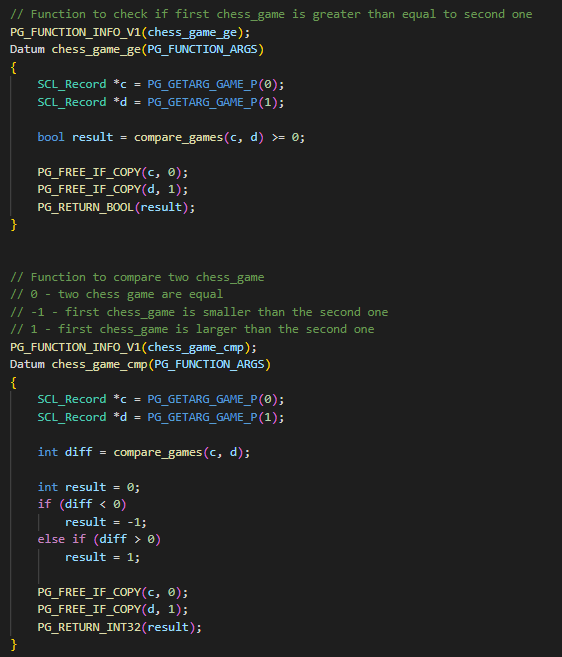 // Function to check if first chess_game is greater than equal to second one
PG_FUNCTION_INFO_V1(chess_game_ge);
Datum chess_game_ge(PG_FUNCTION_ARGS)
{
    SCL_Record *c = PG_GETARG_GAME_P(0);
    SCL_Record *d = PG_GETARG_GAME_P(1);

    bool result = compare_games(c, d) >= 0;

    PG_FREE_IF_COPY(c, 0);
    PG_FREE_IF_COPY(d, 1);
    PG_RETURN_BOOL(result);
}


// Function to compare two chess_game
// 0 - two chess game are equal
// -1 - first chess_game is smaller than the second one
// 1 - first chess_game is larger than the second one
PG_FUNCTION_INFO_V1(chess_game_cmp);
Datum chess_game_cmp(PG_FUNCTION_ARGS)
{
    SCL_Record *c = PG_GETARG_GAME_P(0);
    SCL_Record *d = PG_GETARG_GAME_P(1);

    int diff = compare_games(c, d);

    int result = 0;
    if (diff < 0)
        result = -1;
    else if (diff > 0)
        result = 1;

    PG_FREE_IF_COPY(c, 0);
    PG_FREE_IF_COPY(d, 1);
    PG_RETURN_INT32(result);
}